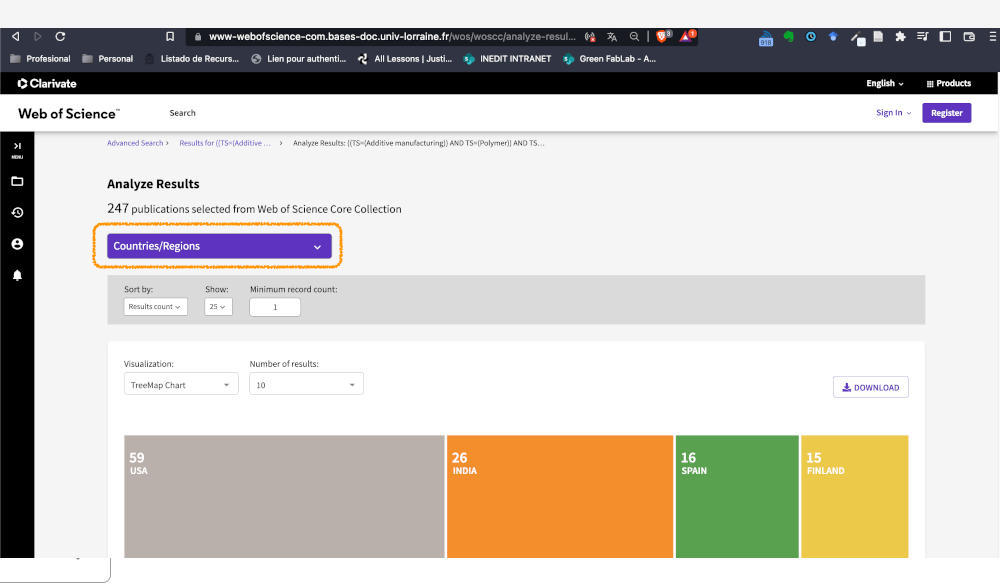 www-webofscience-com.bases-doc.univ-lorraine.fr/wos/woscc/analyze-resul...
918
Profesional Personal Listado de Recurs... Lien pour authenti... All Lessons | Justi... INEDIT INTRANET Green FabLab - A...
Clarivate English Products
Web of Science™ Search Sign In Register
MENU
Advanced Search > Results for ((TS=(Additive ... > Analyze Results: ((TS=(Additive manufacturing)) AND TS=(Polymer)) AND TS...
Analyze Results
247 publications selected from Web of Science Core Collection
Countries/Regions
Sort by: Show: Minimum record count:
Results count 25 1
Visualization: Number of results:
TreeMap Chart 10
DOWNLOAD
59 26 16 15
USA INDIA SPAIN FINLAND